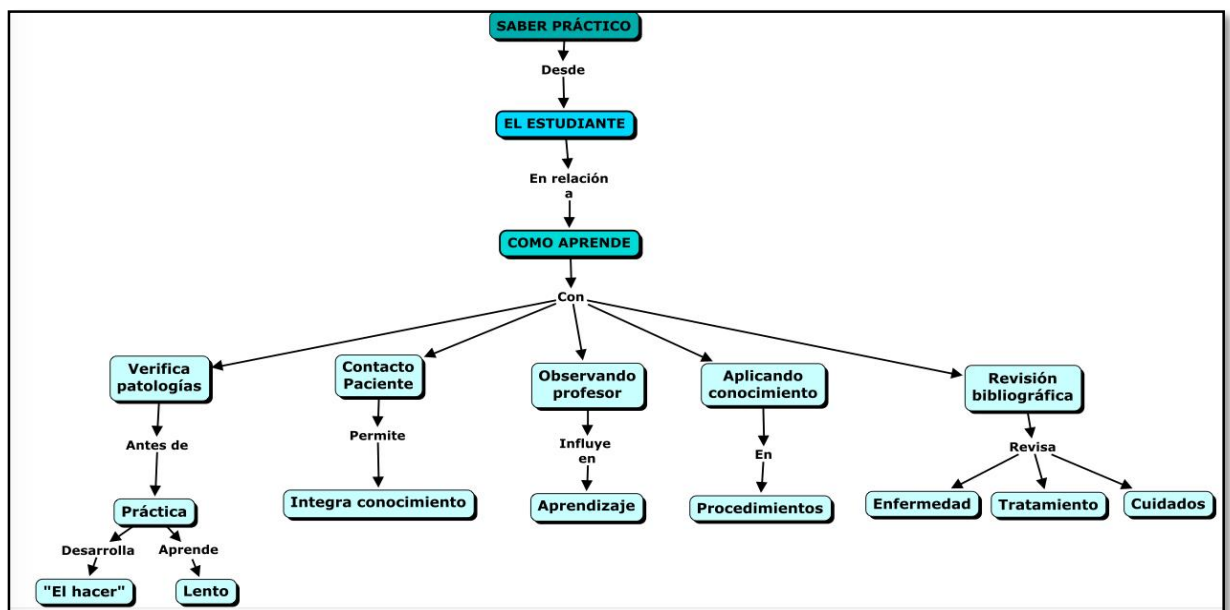 SABER PRÁCTICO
Desde
EL ESTUDIANTE
En relación
a
COMO APRENDE
Con
Verifica
patologías
Contacto
Paciente
Observando
profesor
Aplicando
conocimiento
Revisión
bibliográfica
Antes de
Permite
Influye
en
En
Revisa
Práctica
Integra conocimiento
Aprendizaje
Procedimientos
Enfermedad
Tratamiento
Cuidados
Desarrolla
Aprende
"El hacer"
Lento